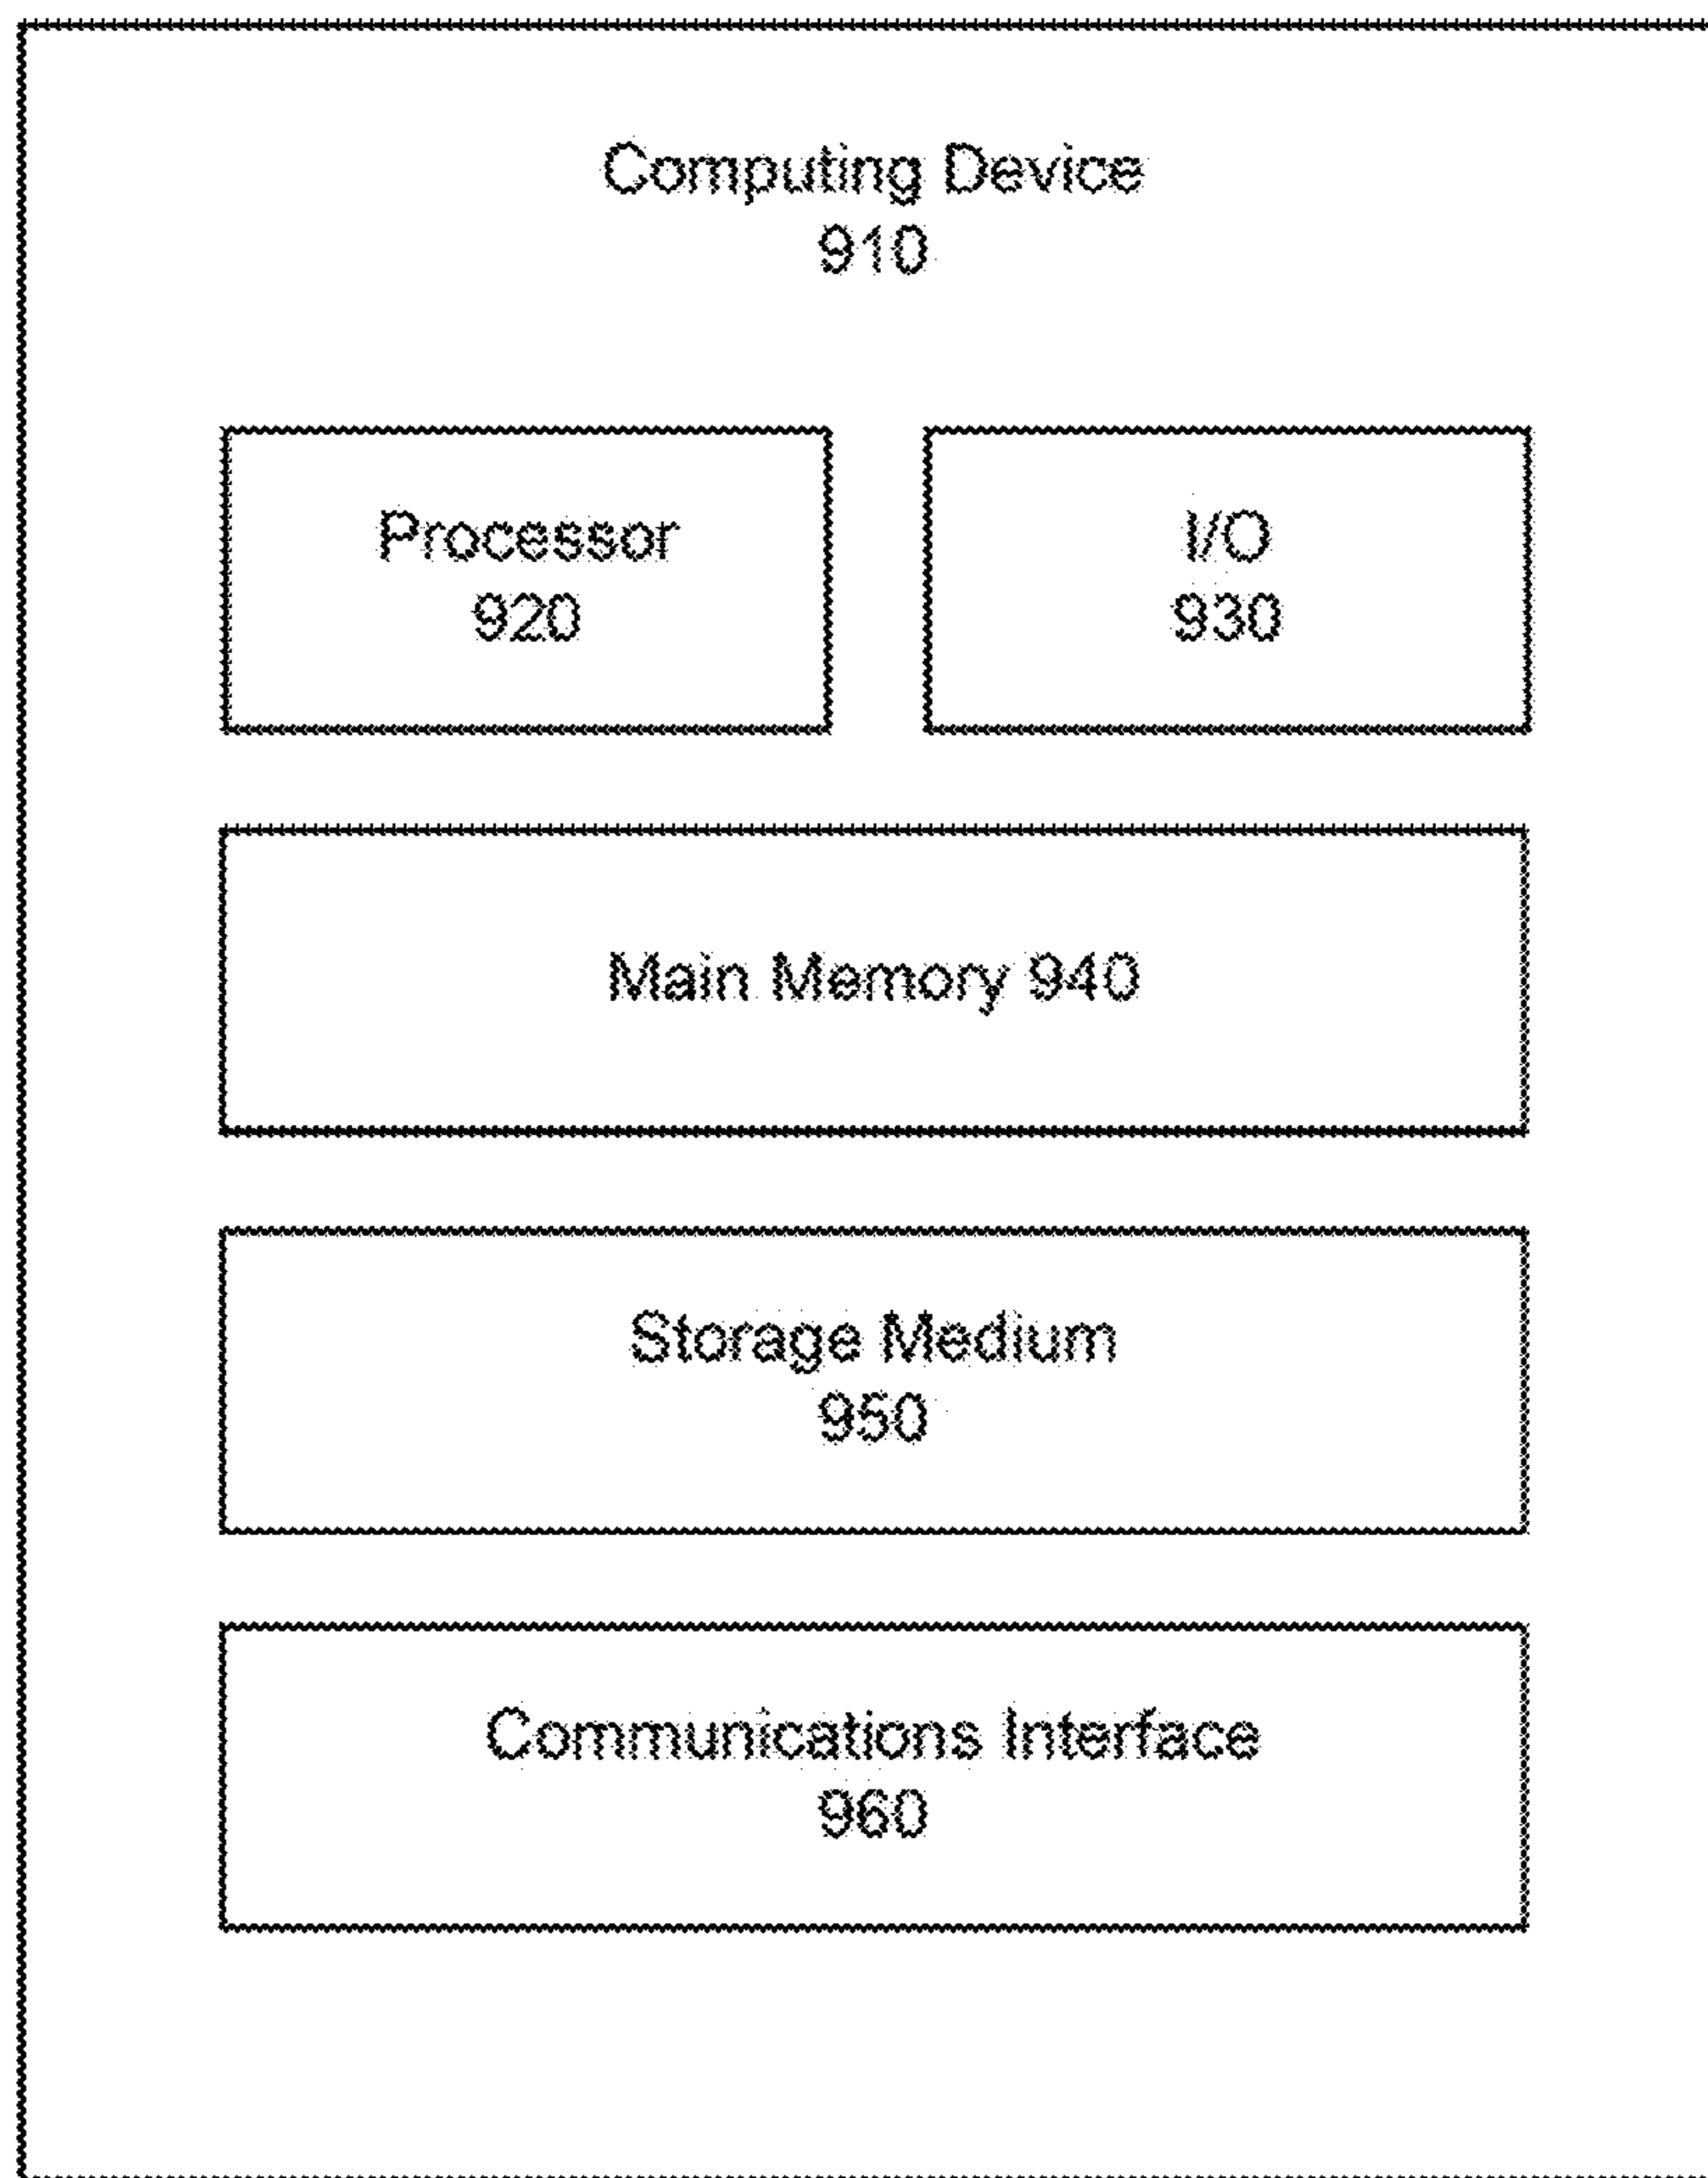 Computing Device
910
Processor
920
I/O
930
Main Memory 940
Storage Medium
950
Communications Interface
960